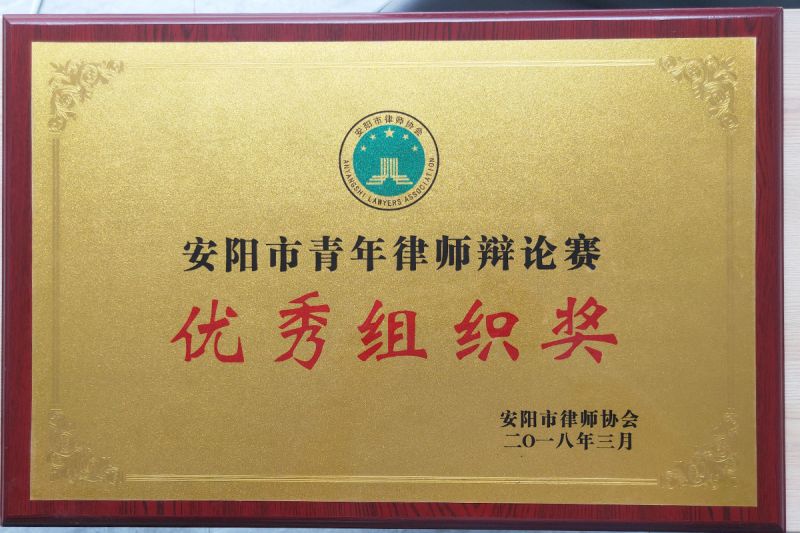 安阳市律师协会
ANYANGSHI LAWYERS ASSOCIATION
安阳市青年律师辩论赛
优秀组织奖
安阳市律师协会
二〇一八年三月